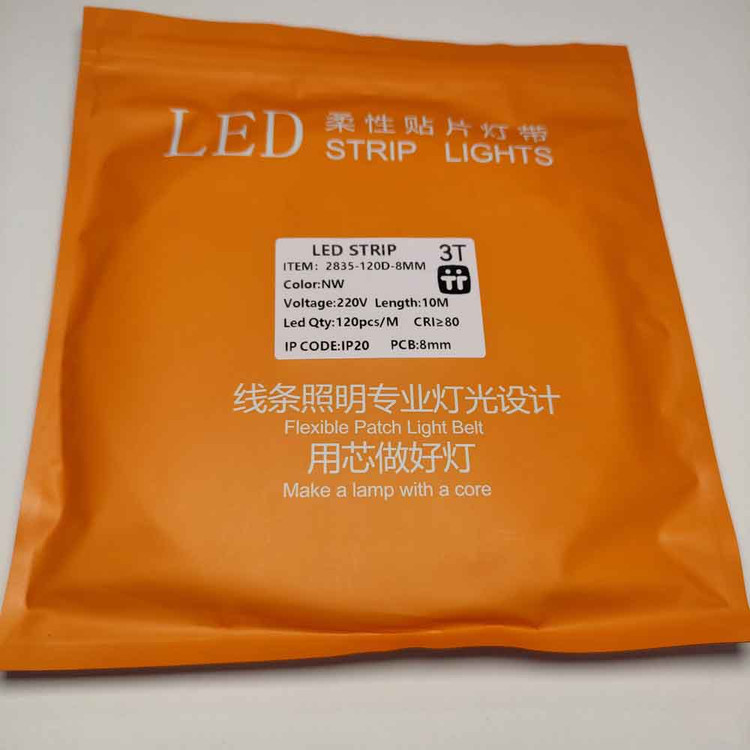 LED 柔性贴片灯带
STRIP LIGHTS
LED STRIP 3T
ITEM: 2835-120D-8MM
Color:NW
Voltage:220V Length:10M
Led Qty:120pcs/M CRI≥80
IP CODE:IP20 PCB:8mm
线条照明专业灯光设计
Flexible Patch Light Belt
用芯做好灯
Make a lamp with a core